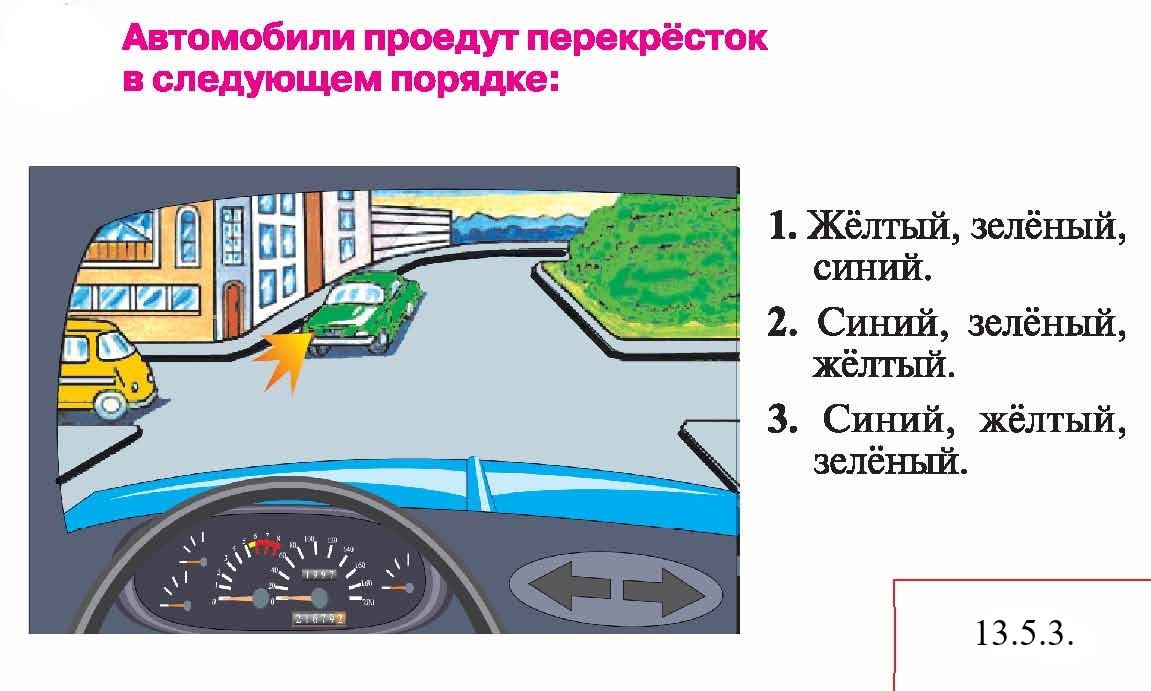 Автомобили проедут перекрёсток
в следующем порядке:
1. Жёлтый, зелёный,
синий.
2. Синий, зелёный,
жёлтый.
3. Синий, жёлтый,
зелёный.
13.5.3.